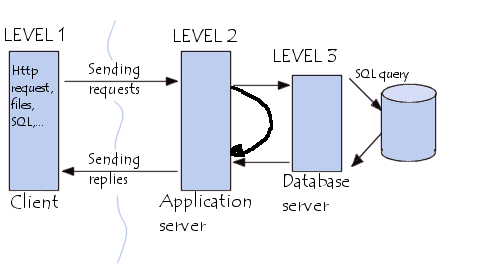 LEVEL 1
Http
request,
files,
SQL,...
Client
Sending
requests
Sending
replies
LEVEL 2
Application
server
LEVEL 3
Database
server
SQL query